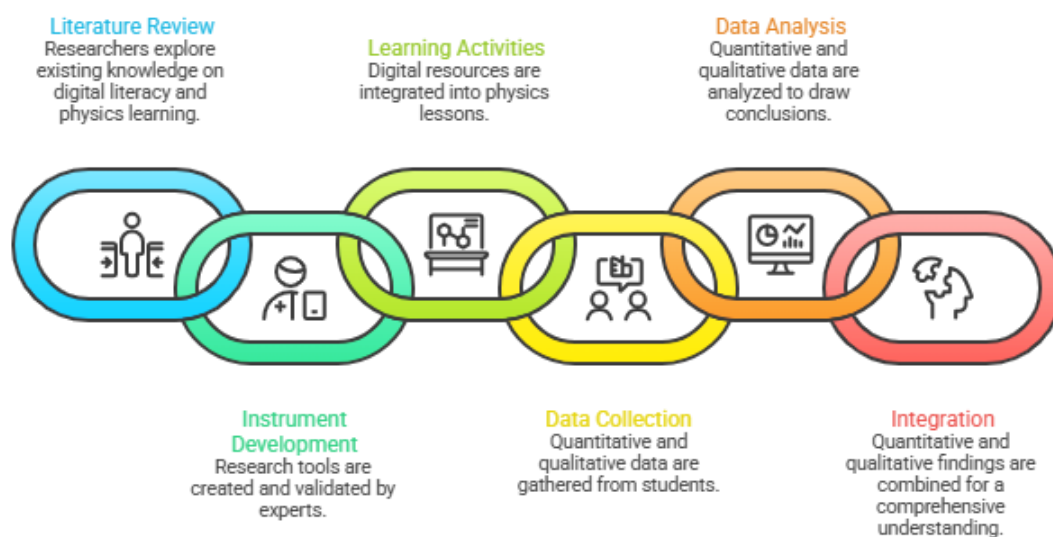 Literature Review
Researchers explore
existing knowledge on
digital literacy and
physics learning.
Learning Activities
Digital resources are
integrated into physics
lessons.
Data Analysis
Quantitative and
qualitative data are
analyzed to draw
conclusions.
Instrument
Development
Research tools are
created and validated by
experts.
Data Collection
Quantitative and
qualitative data are
gathered from students.
Integration
Quantitative and
qualitative findings are
combined for a
comprehensive
understanding.